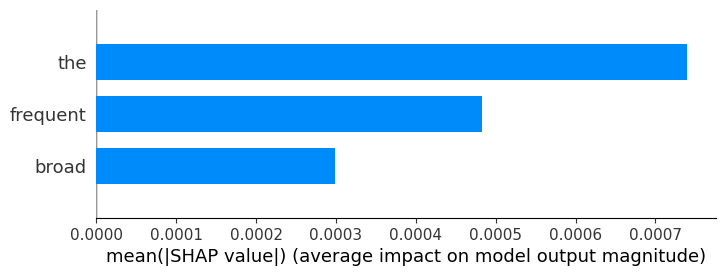 the
frequent
broad
0.0000 0.0001 0.0002 0.0003 0.0004 0.0005 0.0006 0.0007
mean(|SHAP value|) (average impact on model output magnitude)